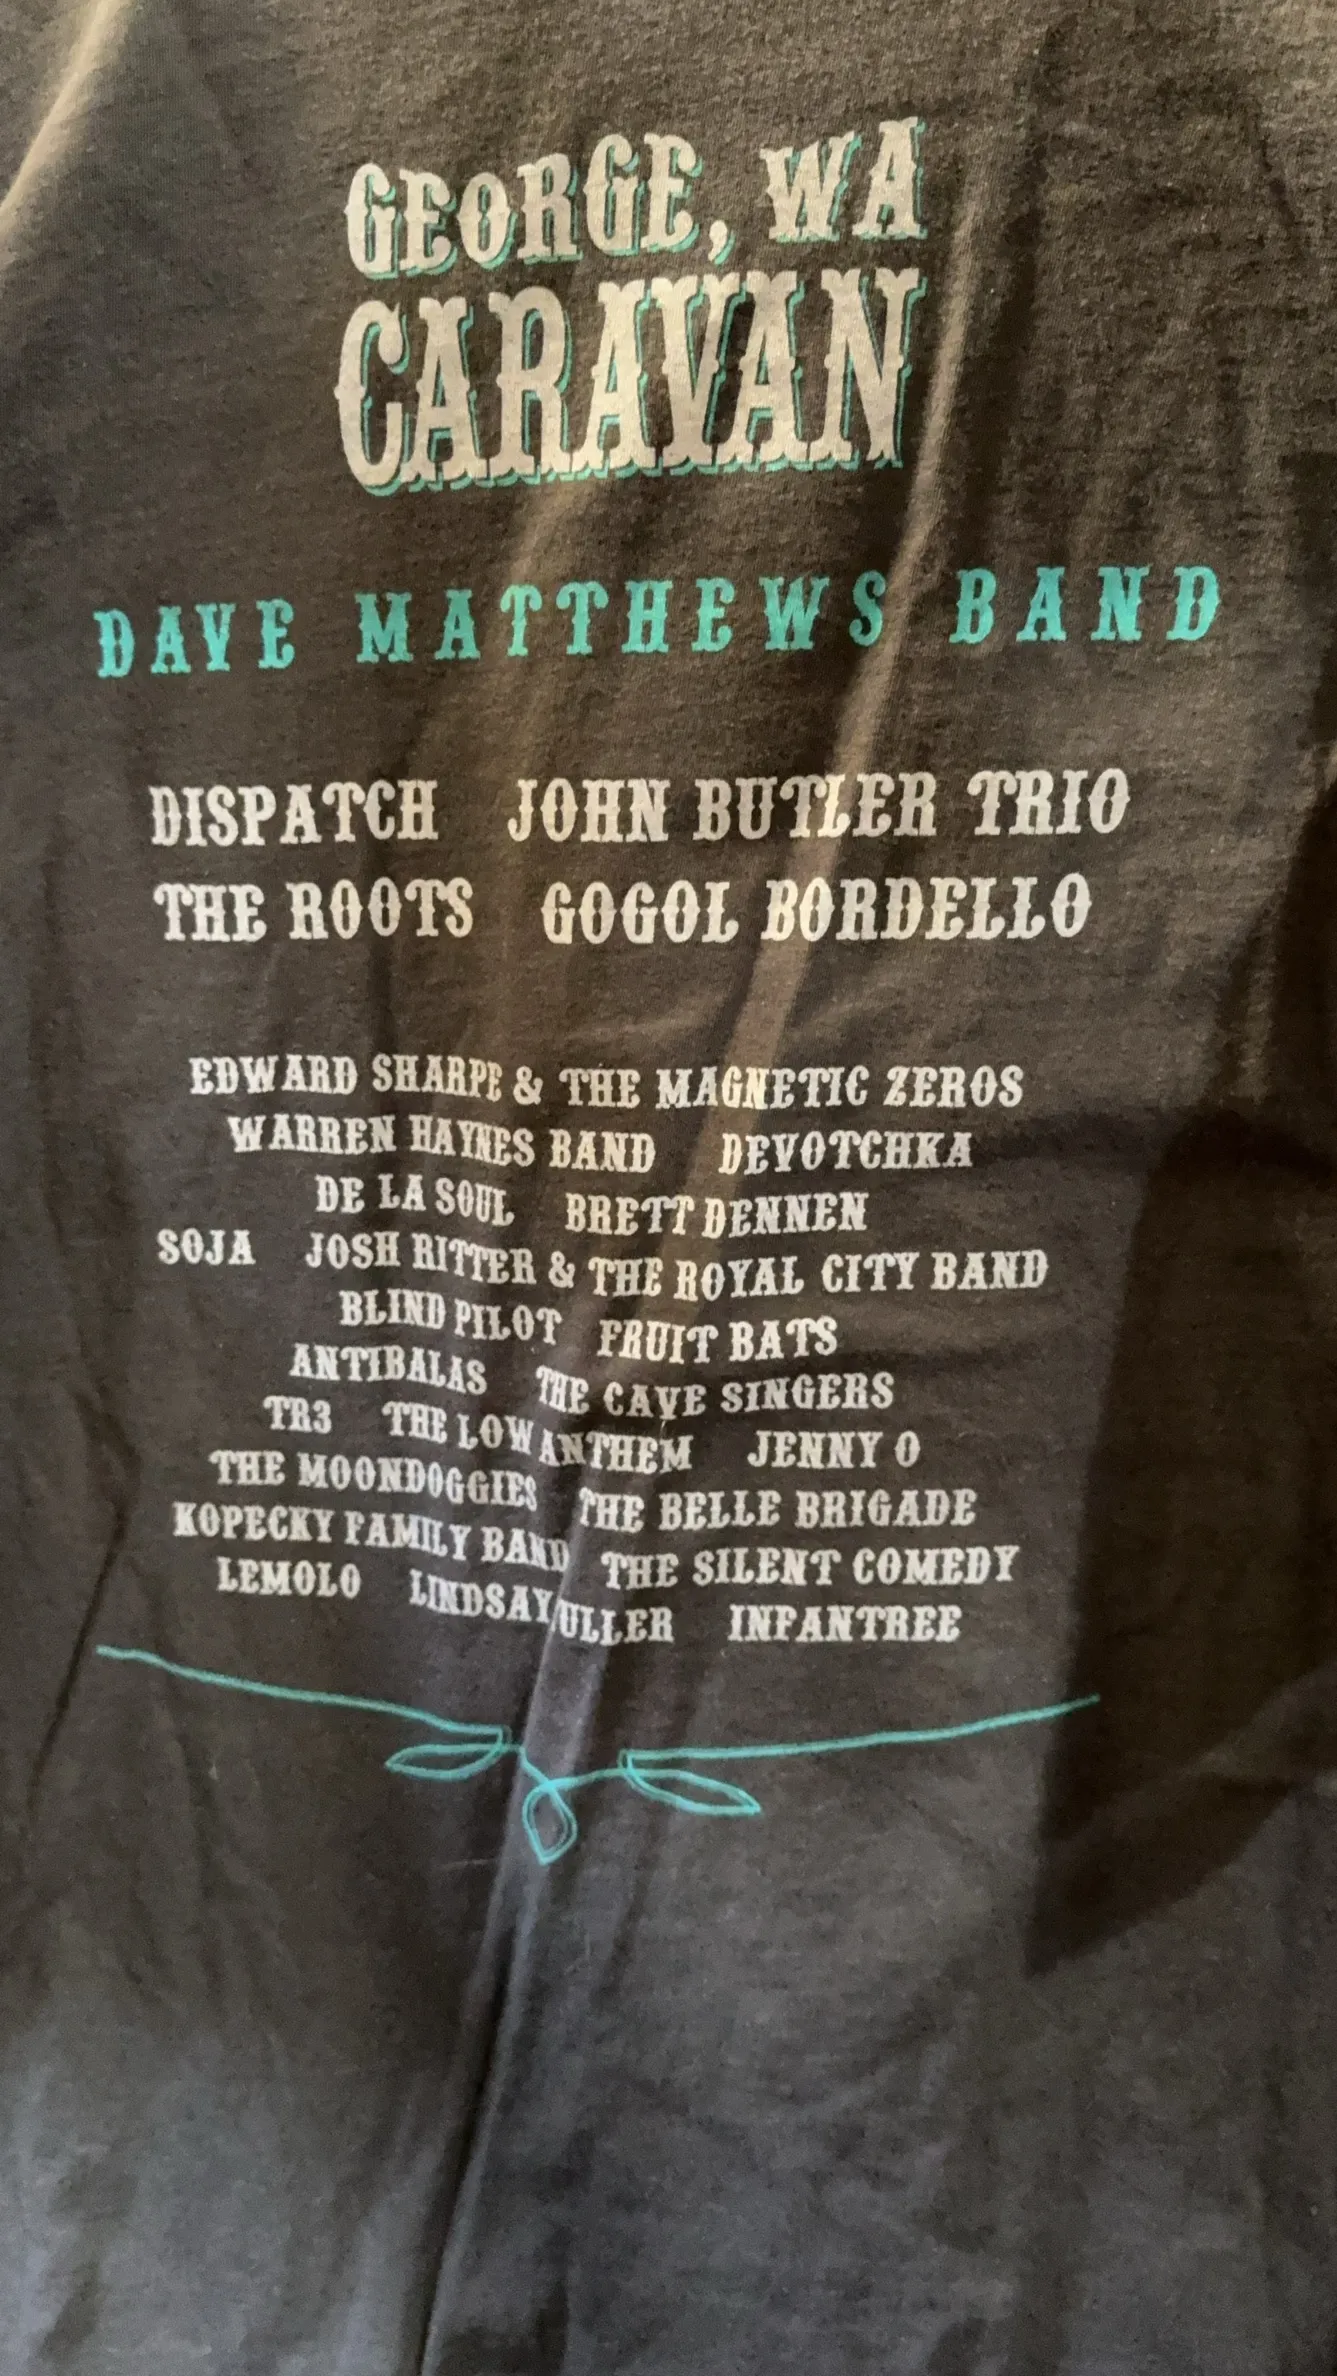 GEORGE, WA
CARAVAN
DAVE MATTHEWS BAND
DISPATCH JOHN BUTLER TRIO
THE ROOTS GOGOL BORDELLO
EDWARD SHARPE & THE MAGNETIC ZEROS
WARREN HAYNES BAND DEVOTCHKA
DE LA SOUL BRETT DENNEN
SOJA JOSH RITTER & THE ROYAL CITY BAND
BLIND PILOT FRUIT BATS
ANTIBALAS THE CAVE SINGERS
TR3 THE LOW ANTHEM JENNY O
THE MOONDOGGIES THE BELLE BRIGADE
KOPECKY FAMILY BAND THE SILENT COMEDY
LEMOLO LINDSAY INFANTREE